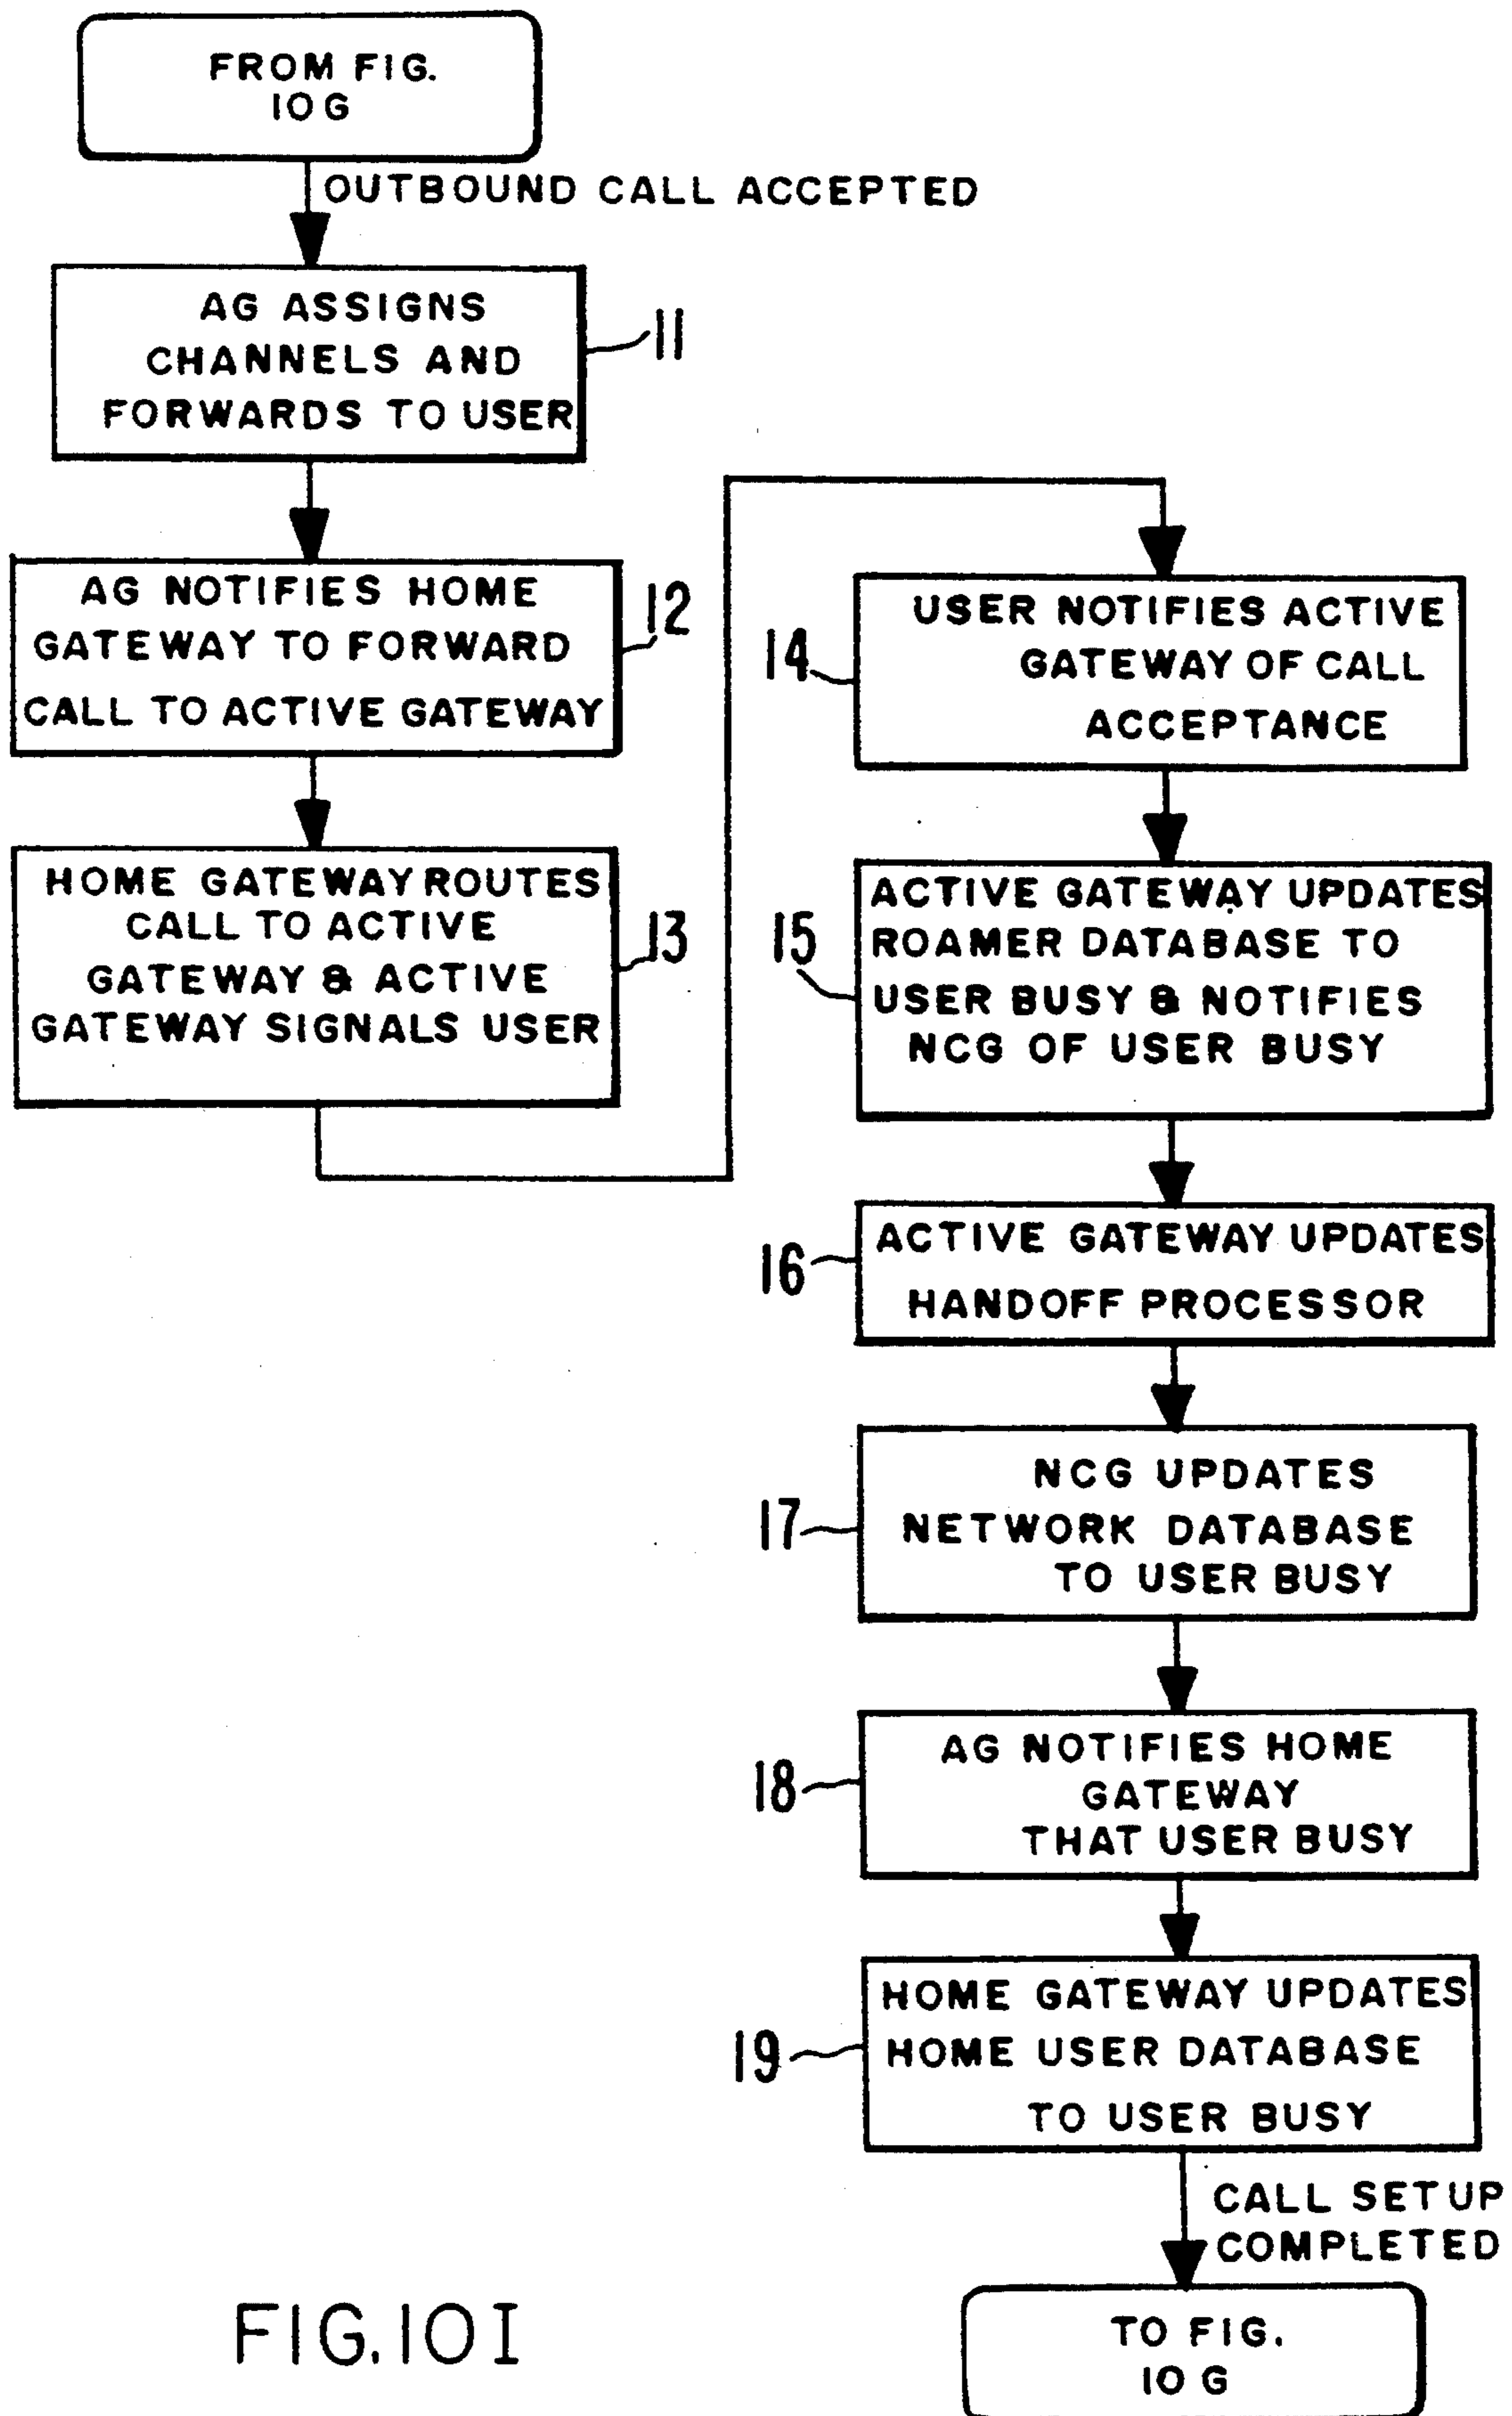 FROM FIG.
10 G
OUTBOUND CALL ACCEPTED
AG ASSIGNS
CHANNELS AND
FORWARDS TO USER
11
AG NOTIFIES HOME
GATEWAY TO FORWARD
CALL TO ACTIVE GATEWAY
12
HOME GATEWAY ROUTES
CALL TO ACTIVE
GATEWAY & ACTIVE
GATEWAY SIGNALS USER
13
USER NOTIFIES ACTIVE
GATEWAY OF CALL
ACCEPTANCE
14
ACTIVE GATEWAY UPDATES
ROAMER DATABASE TO
USER BUSY & NOTIFIES
NCG OF USER BUSY
15
ACTIVE GATEWAY UPDATES
HANDOFF PROCESSOR
16
NCG UPDATES
NETWORK DATABASE
TO USER BUSY
17
AG NOTIFIES HOME
GATEWAY
THAT USER BUSY
18
HOME GATEWAY UPDATES
HOME USER DATABASE
TO USER BUSY
19
CALL SETUP
COMPLETED
TO FIG.
10 G
FIG. 10 I